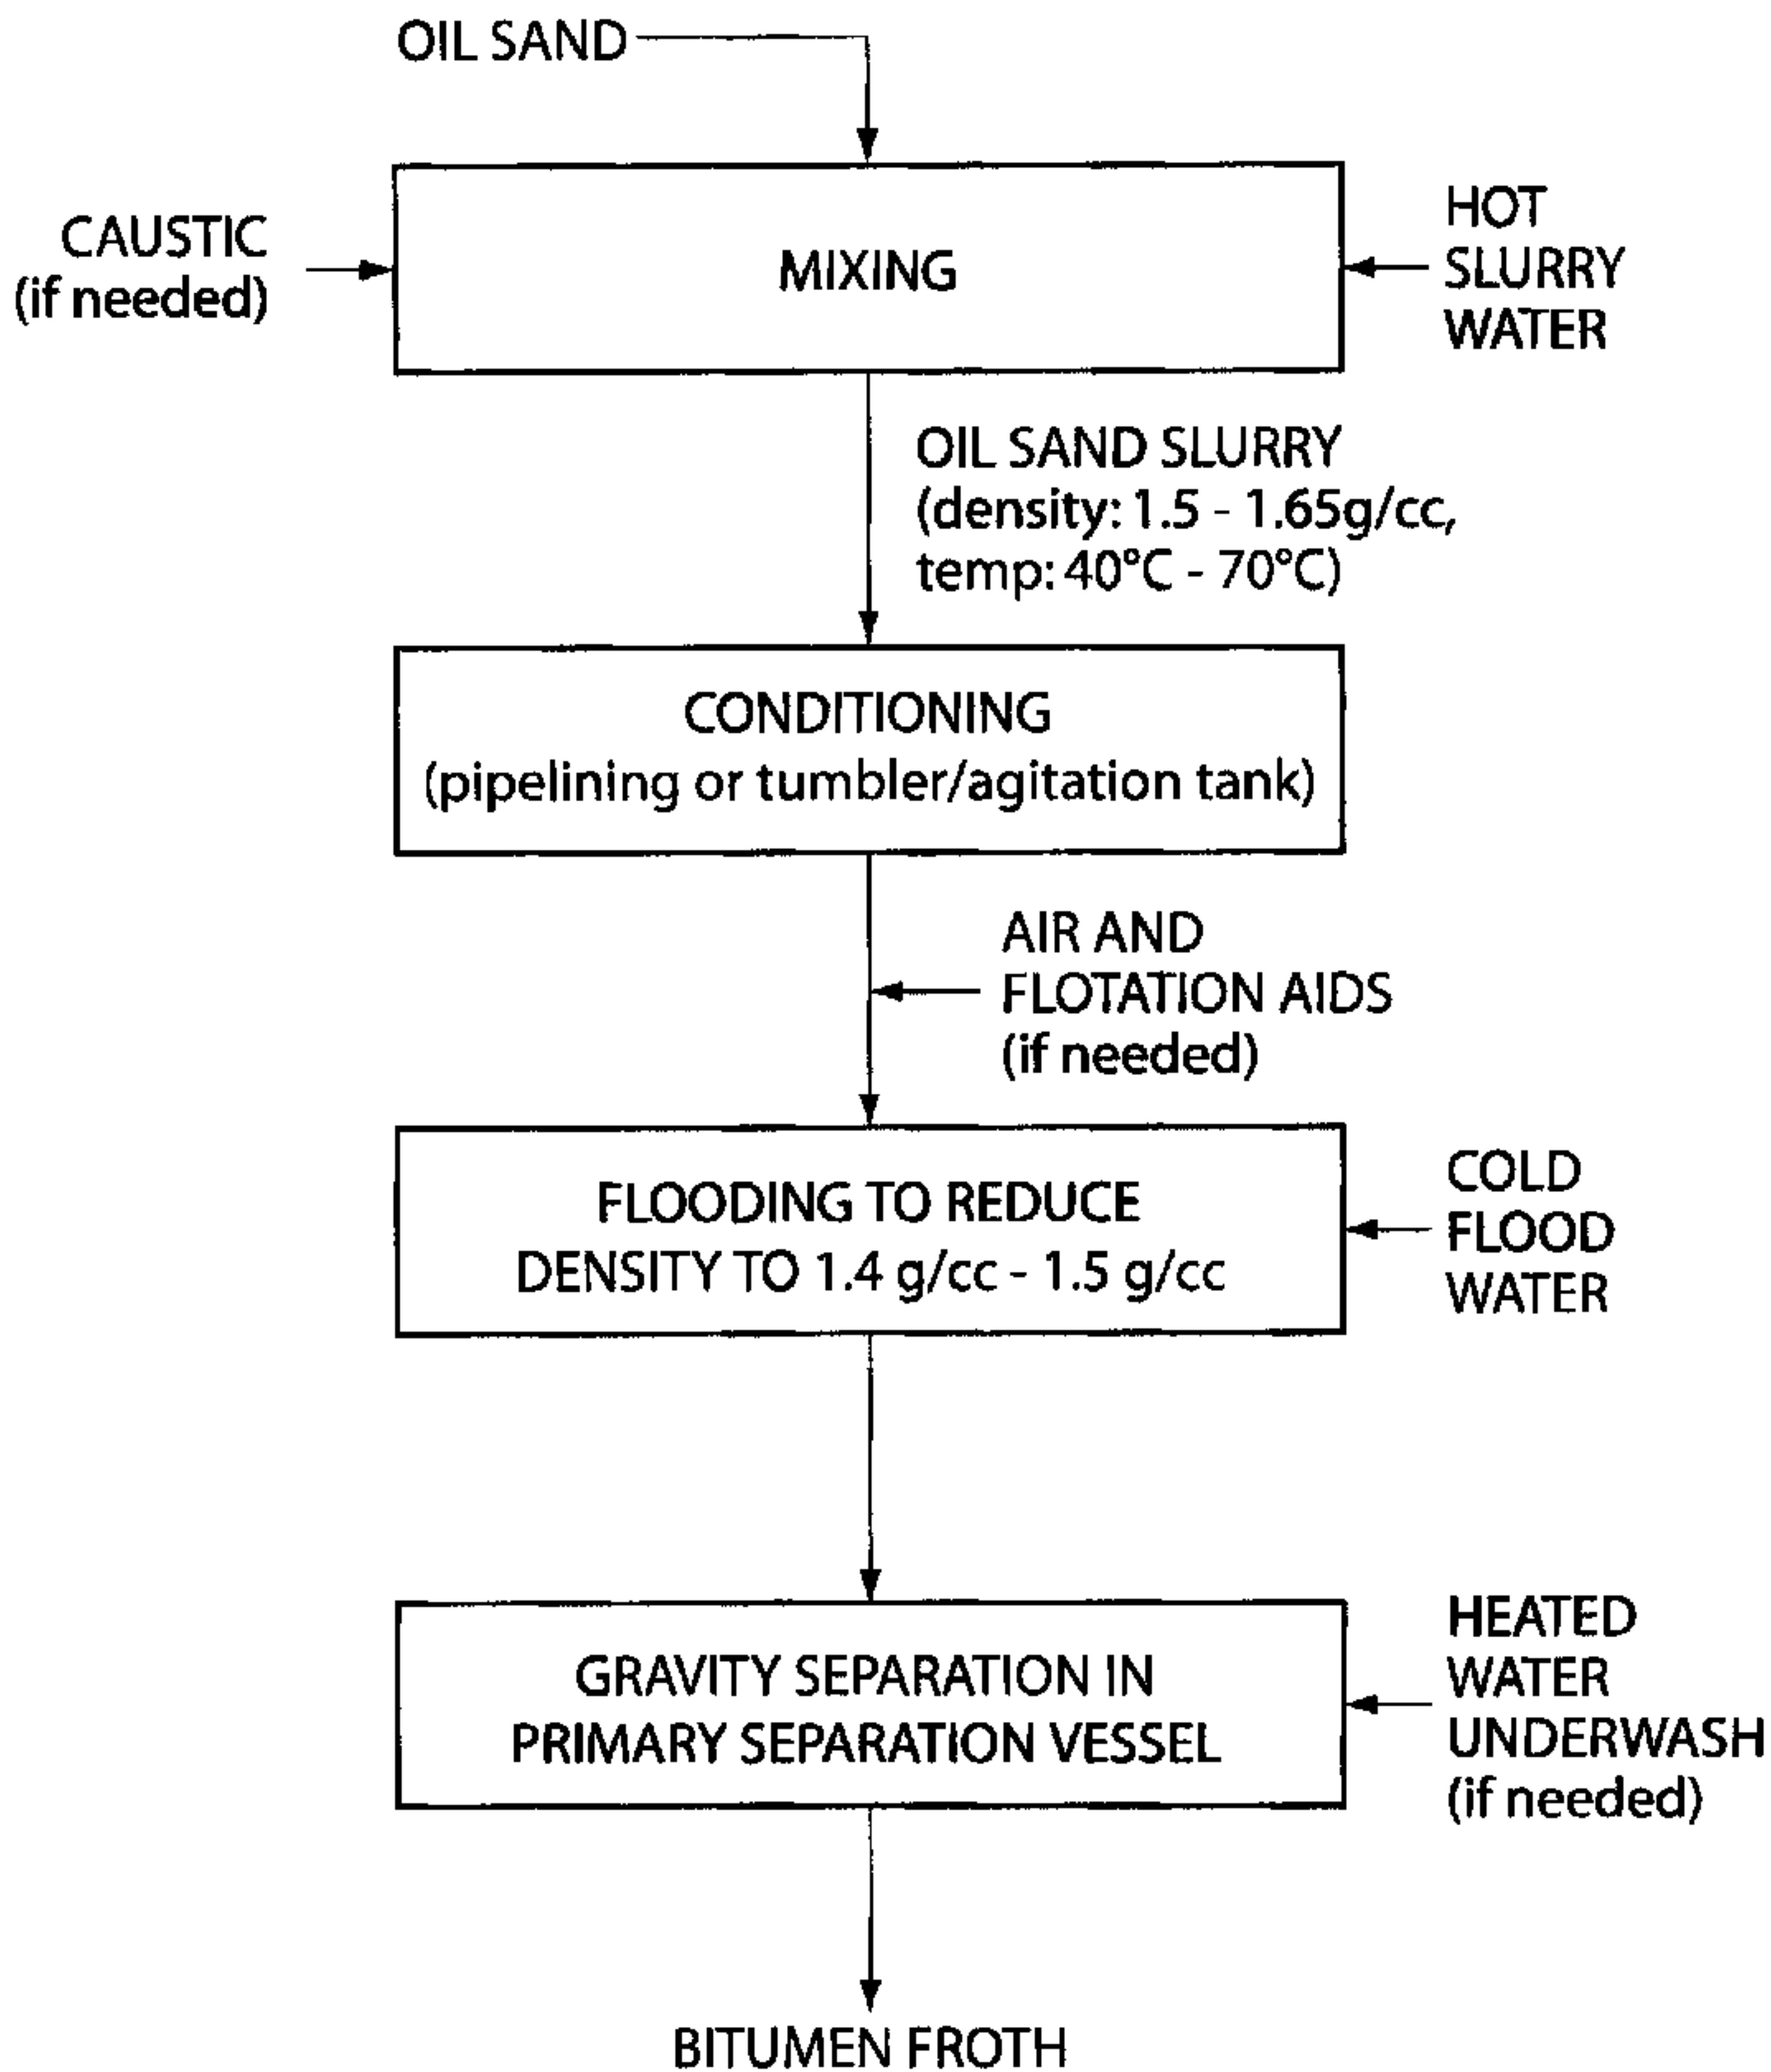 OIL SAND
CAUSTIC
(if needed)
MIXING
HOT
SLURRY
WATER
OIL SAND SLURRY
(density: 1.5 - 1.65g/cc,
temp: 40°C - 70°C)
CONDITIONING
(pipelining or tumbler/agitation tank)
AIR AND
FLOTATION AIDS
(if needed)
FLOODING TO REDUCE
DENSITY TO 1.4 g/cc - 1.5 g/cc
COLD
FLOOD
WATER
GRAVITY SEPARATION IN
PRIMARY SEPARATION VESSEL
HEATED
WATER
UNDERWASH
(if needed)
BITUMEN FROTH